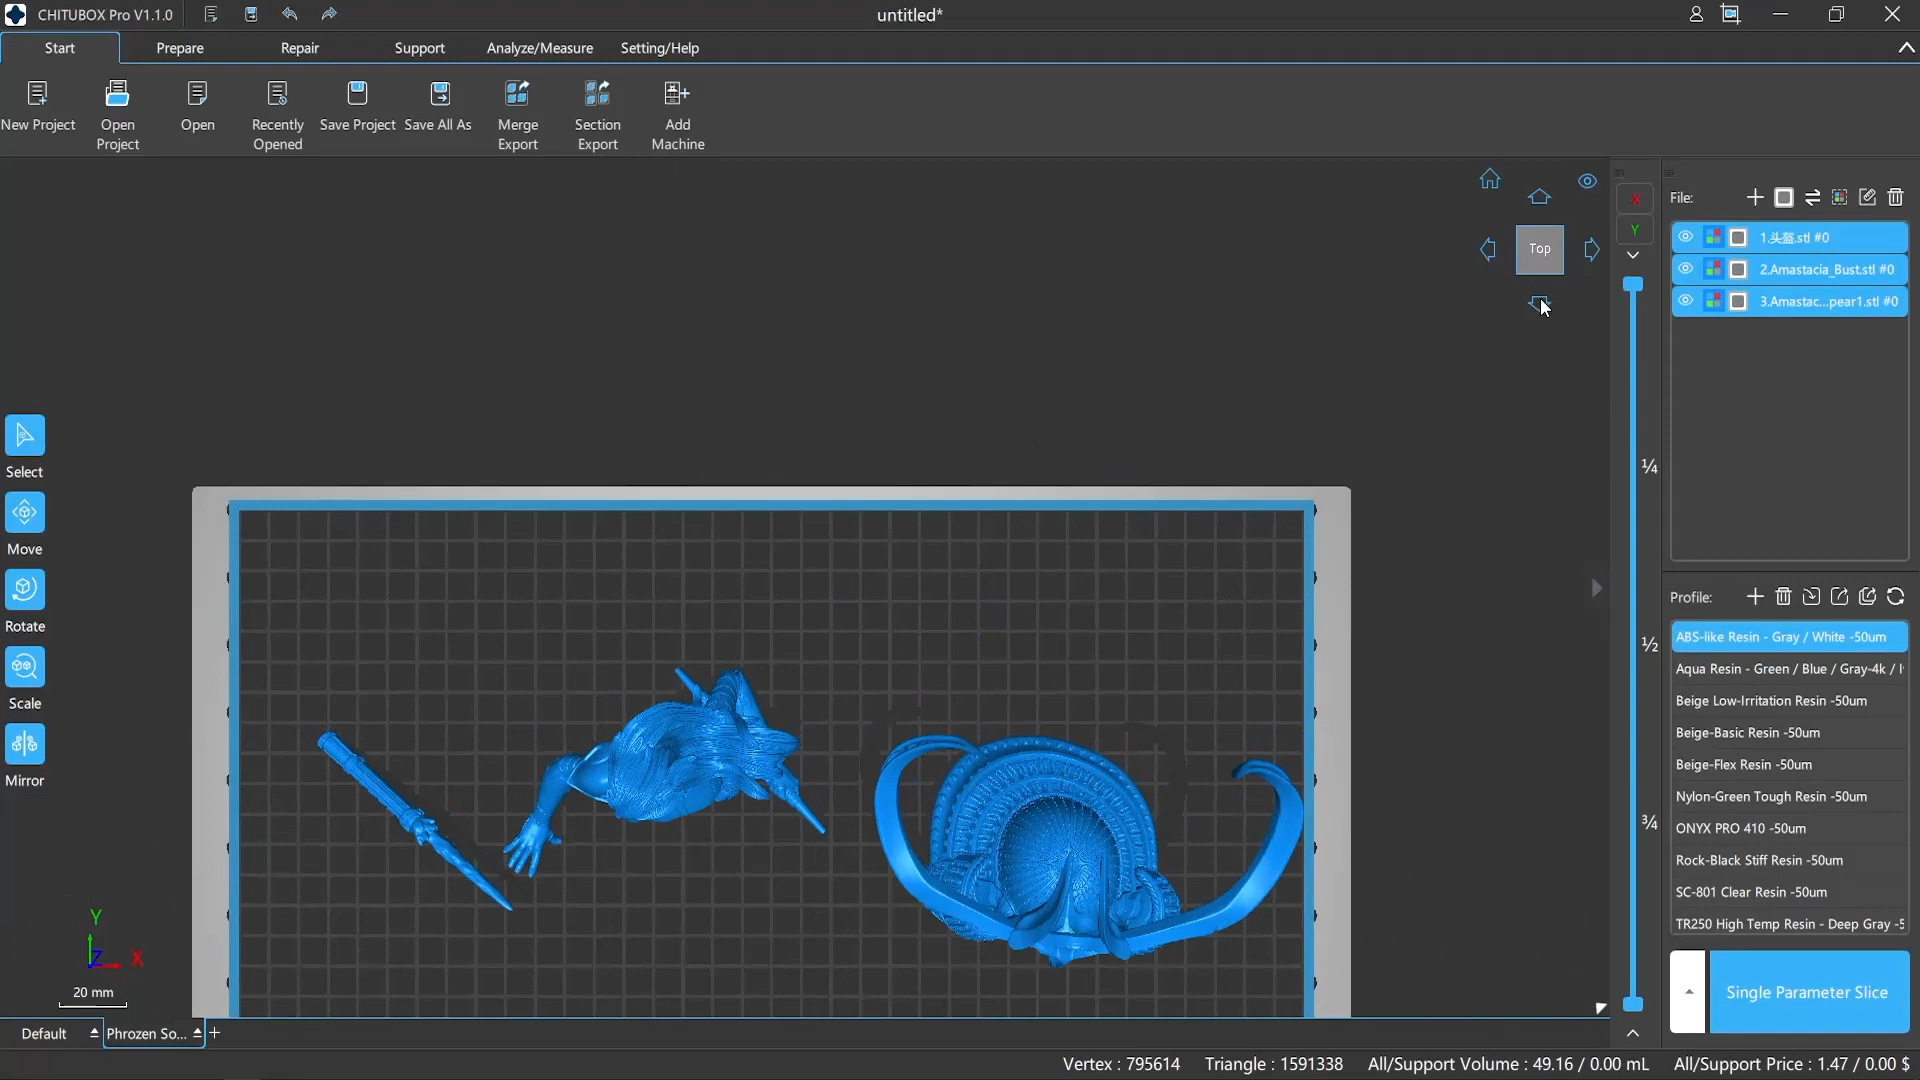 CHITUBOX Pro V1.1.0
untitled*
Start Prepare Repair Support Analyze/Measure Setting/Help
New Project
Open Project
Open
Recently Opened
Save Project
Save All As
Merge Export
Section Export
Add Machine
Top
X
Y
File:
1.头盔.stl #0
2.Amastacia_Bust.stl #0
3.Amastac...pear1.stl #0
Select
Move
Rotate
Scale
Mirror
1/4
1/2
3/4
Profile:
ABS-like Resin - Gray / White -50um
Aqua Resin - Green / Blue / Gray-4k / I
Beige Low-Irritation Resin -50um
Beige-Basic Resin -50um
Beige-Flex Resin -50um
Nylon-Green Tough Resin -50um
ONYX PRO 410 -50um
Rock-Black Stiff Resin -50um
SC-801 Clear Resin -50um
TR250 High Temp Resin - Deep Gray -5
Y
Z
X
20 mm
Single Parameter Slice
Default Phrozen So... +
Vertex : 795614 Triangle : 1591338 All/Support Volume : 49.16 / 0.00 mL All/Support Price : 1.47 / 0.00 $